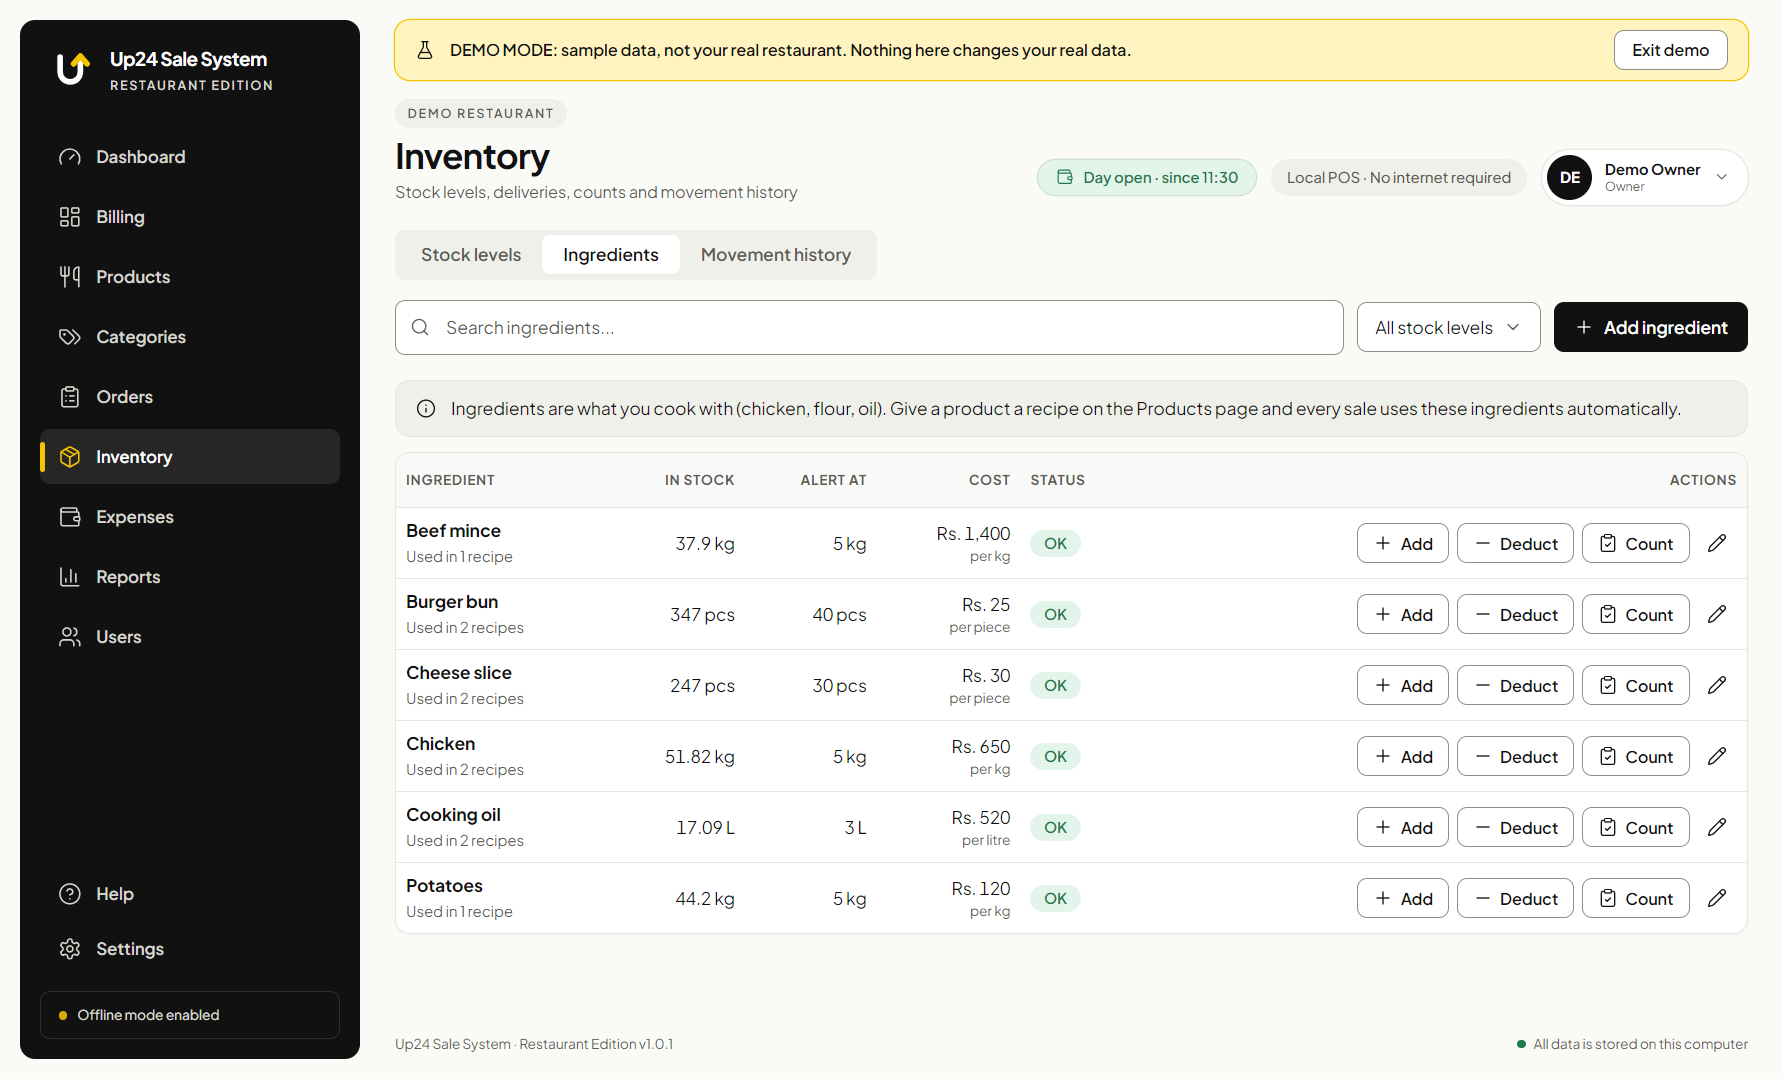 Up24 Sale System
RESTAURANT EDITION
Dashboard
Billing
Products
Categories
Orders
Inventory
Expenses
Reports
Users
Help
Settings
Offline mode enabled
DEMO MODE: sample data, not your real restaurant. Nothing here changes your real data.
Exit demo
DEMO RESTAURANT
Inventory
Stock levels, deliveries, counts and movement history
Day open · since 11:30
Local POS · No internet required
DE
Demo Owner
Owner
Stock levels
Ingredients
Movement history
Search ingredients...
All stock levels
Add ingredient
Ingredients are what you cook with (chicken, flour, oil). Give a product a recipe on the Products page and every sale uses these ingredients automatically.
INGREDIENT IN STOCK ALERT AT COST STATUS ACTIONS
Beef mince
Used in 1 recipe
37.9 kg
5 kg
Rs. 1,400
per kg
OK
Add
Deduct
Count
Burger bun
Used in 2 recipes
347 pcs
40 pcs
Rs. 25
per piece
OK
Add
Deduct
Count
Cheese slice
Used in 2 recipes
247 pcs
30 pcs
Rs. 30
per piece
OK
Add
Deduct
Count
Chicken
Used in 2 recipes
51.82 kg
5 kg
Rs. 650
per kg
OK
Add
Deduct
Count
Cooking oil
Used in 2 recipes
17.09 L
3 L
Rs. 520
per litre
OK
Add
Deduct
Count
Potatoes
Used in 1 recipe
44.2 kg
5 kg
Rs. 120
per kg
OK
Add
Deduct
Count
Up24 Sale System · Restaurant Edition v1.0.1
All data is stored on this computer